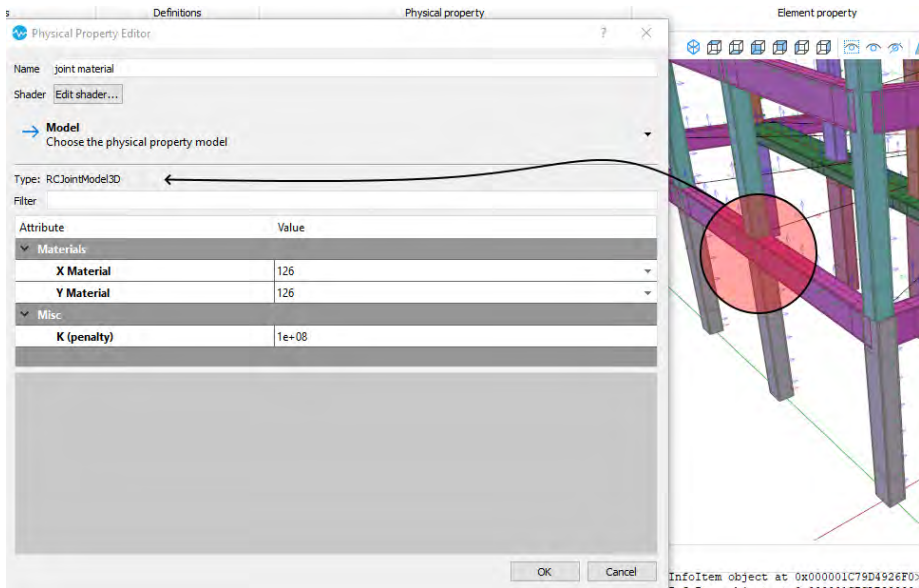 Definitions
Physical property
Element property
Physical Property Editor
?
Name joint material
Shader Edit shader...
Model
Choose the physical property model
Type: RCJointModel3D
Filter
Attribute Value
Materials
X Material 126
Y Material 126
Misc
K (penalty) 1e+08
OK Cancel
InfoItem object at 0x000001C79D4926F0